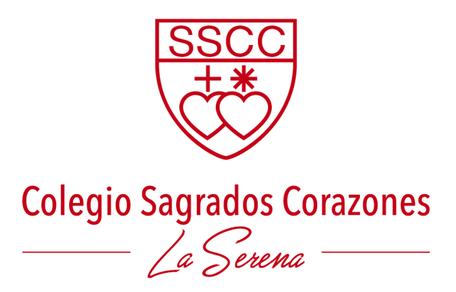 SSCC
Colegio Sagrados Corazones
La Serena